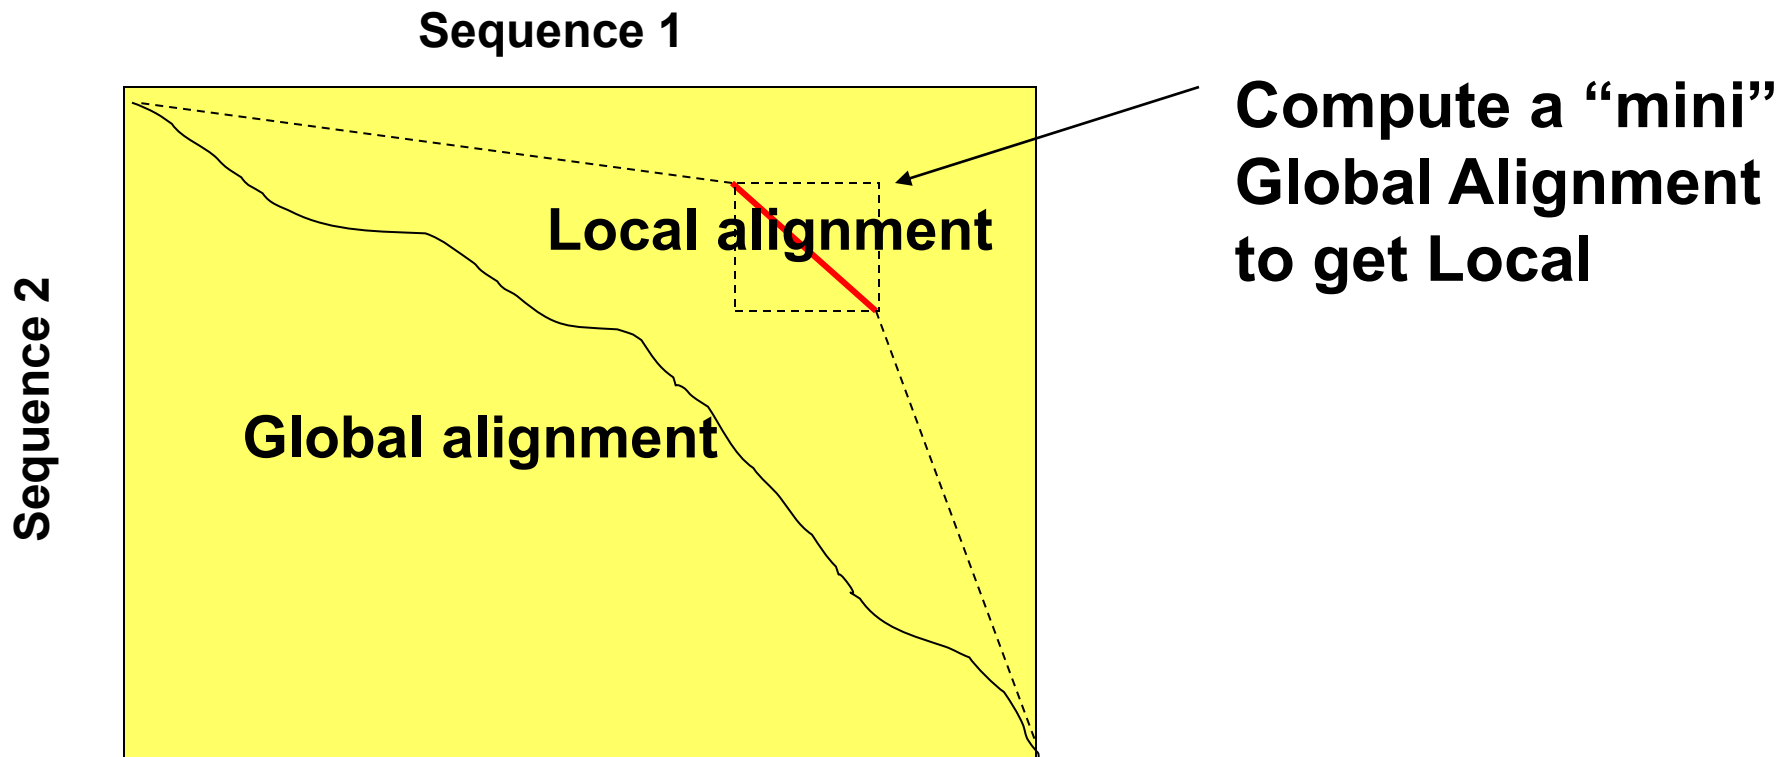 Sequence 1
Compute a “mini”
Global Alignment
to get Local
Local alignment
Sequence 2
Global alignment